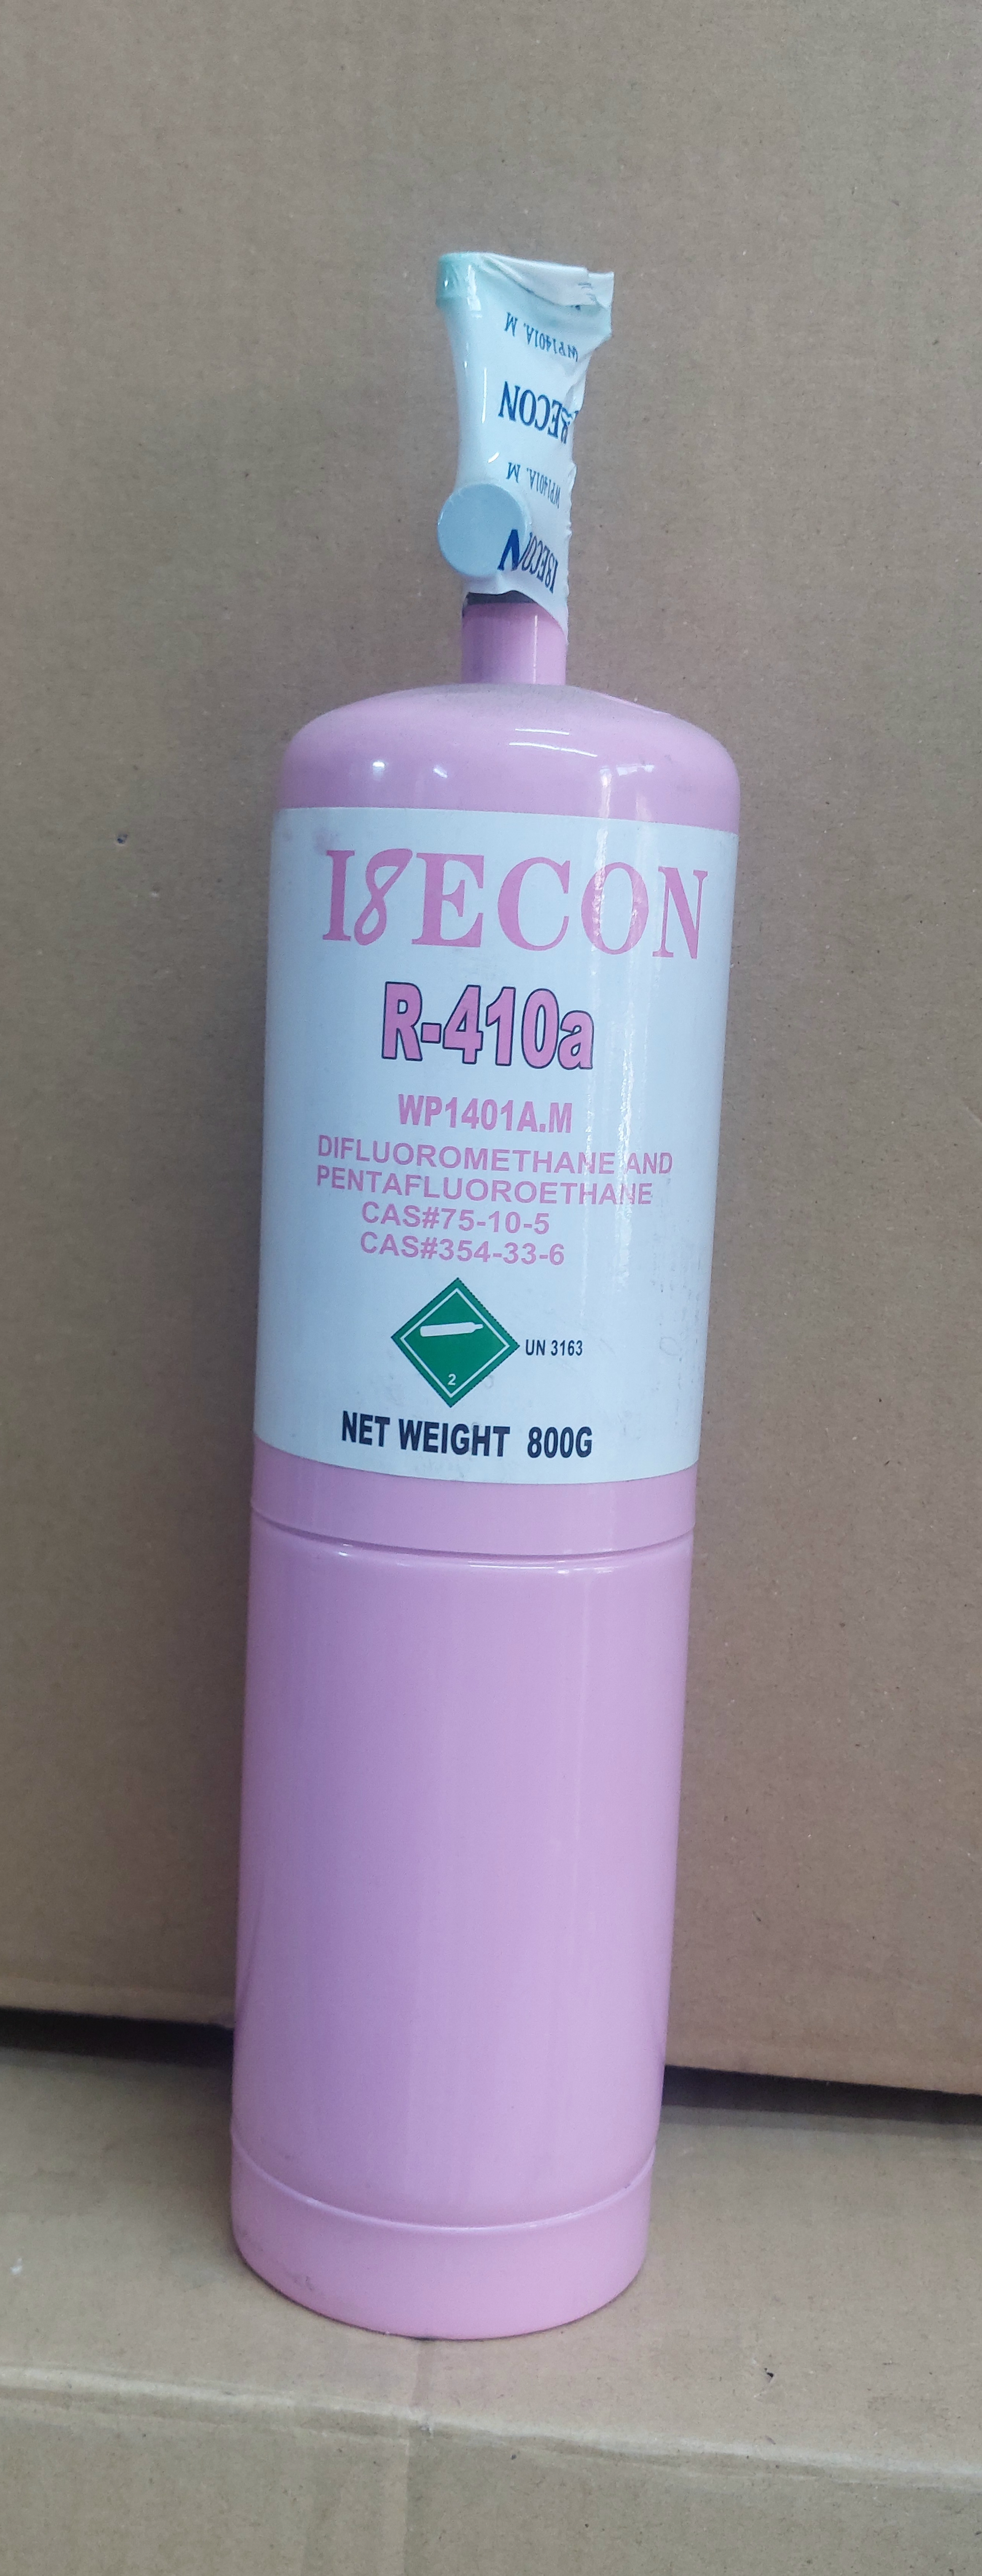 WP1401A. M
I8ECON
WP1401A. M
I8ECON
I8ECON
R-410a
WP1401A.M
DIFLUOROMETHANE AND
PENTAFLUOROETHANE
CAS#75-10-5
CAS#354-33-6
2
UN 3163
NET WEIGHT 800G